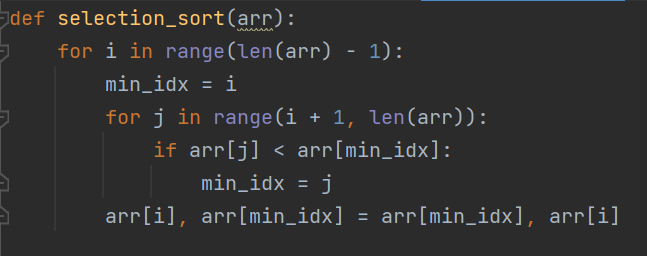 def selection_sort(arr):
    for i in range(len(arr) - 1):
        min_idx = i
        for j in range(i + 1, len(arr)):
            if arr[j] < arr[min_idx]:
                min_idx = j
        arr[i], arr[min_idx] = arr[min_idx], arr[i]